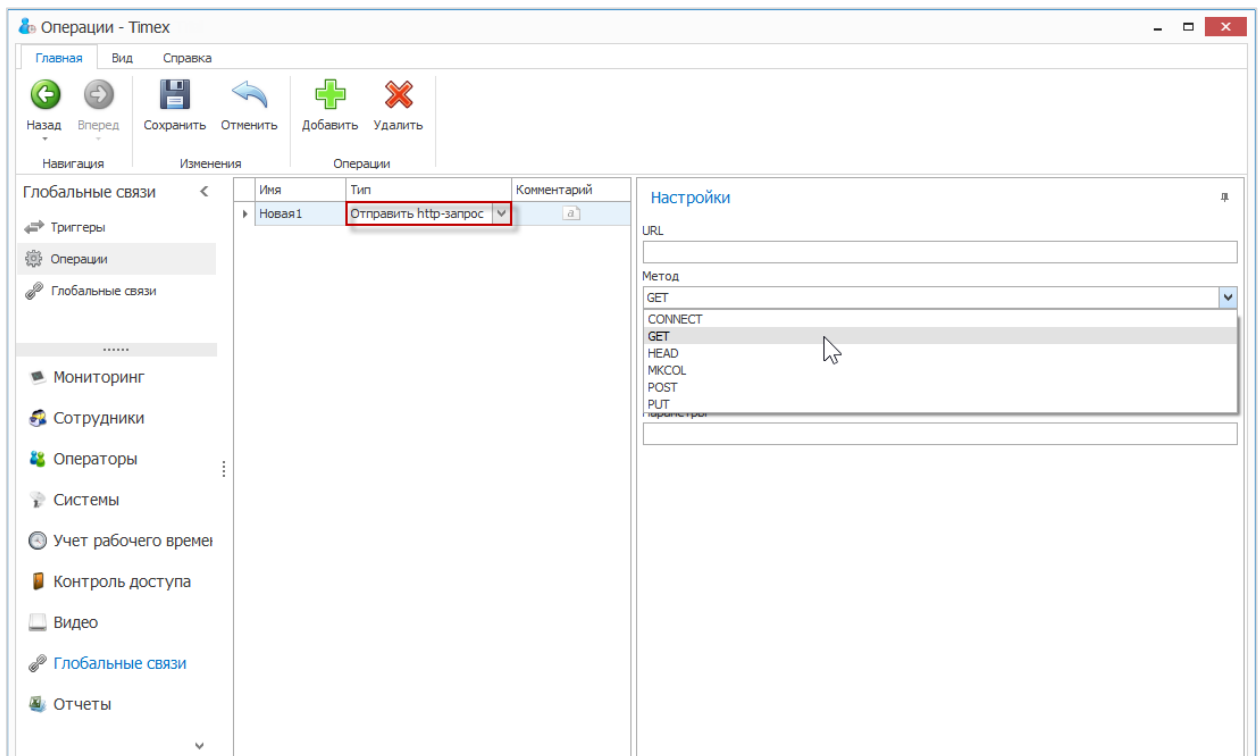 Операции - Timex
Главная Вид Справка
Назад Вперед Сохранить Отменить Добавить Удалить
Навигация Изменения Операции
Глобальные связи
Триггеры
Операции
Глобальные связи
Мониторинг
Сотрудники
Операторы
Системы
Учет рабочего времен
Контроль доступа
Видео
Глобальные связи
Отчеты
Имя Тип Комментарий
Новая1 Отправить http-запрос a
Настройки
URL
Метод
GET
CONNECT
GET
HEAD
MKCOL
POST
PUT
Параметры